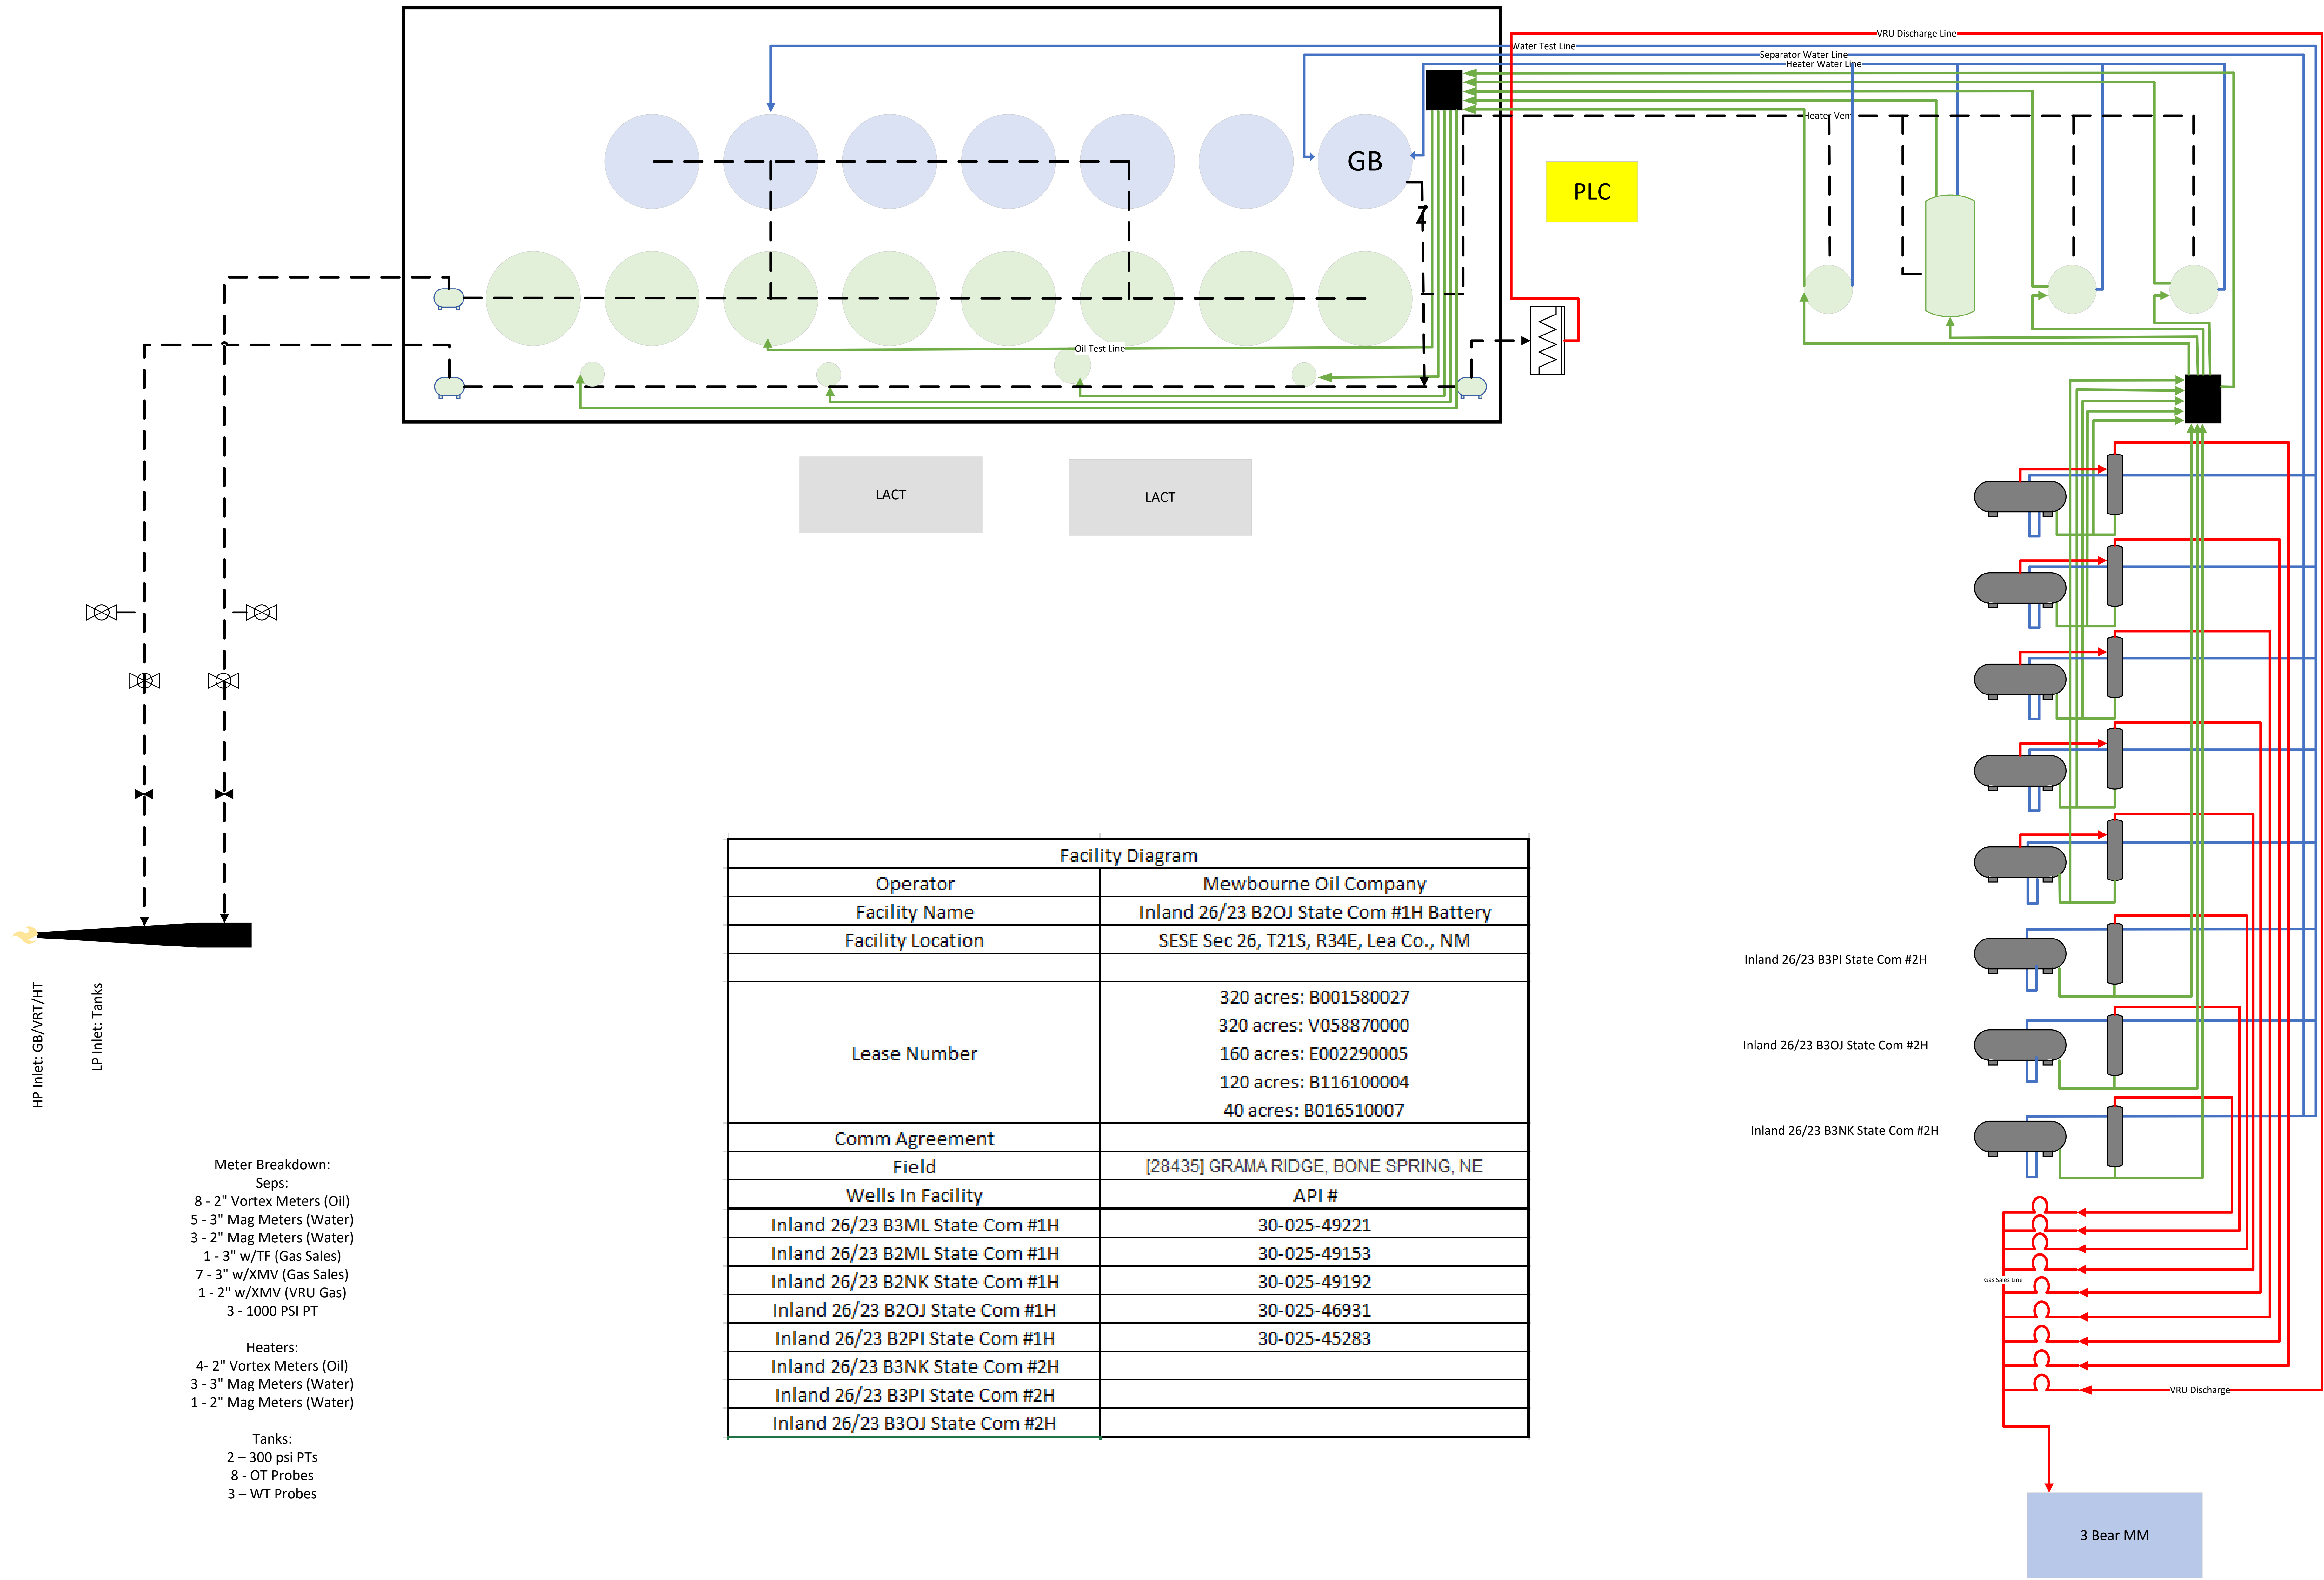 VRU Discharge Line
Water Test Line
Separator Water Line
Heater Water Line
Heater Vent
GB
PLC
Oil Test Line
LACT
LACT
Facility Diagram
Operator Mewbourne Oil Company
Facility Name Inland 26/23 B2OJ State Com #1H Battery
Facility Location SESE Sec 26, T21S, R34E, Lea Co., NM
Lease Number
320 acres: B001580027
320 acres: V058870000
160 acres: E002290005
120 acres: B116100004
40 acres: B016510007
Comm Agreement
Field [28435] GRAMA RIDGE, BONE SPRING, NE
Wells In Facility API #
Inland 26/23 B3ML State Com #1H 30-025-49221
Inland 26/23 B2ML State Com #1H 30-025-49153
Inland 26/23 B2NK State Com #1H 30-025-49192
Inland 26/23 B2OJ State Com #1H 30-025-46931
Inland 26/23 B2PI State Com #1H 30-025-45283
Inland 26/23 B3NK State Com #2H
Inland 26/23 B3PI State Com #2H
Inland 26/23 B3OJ State Com #2H
Inland 26/23 B3PI State Com #2H
Inland 26/23 B3OJ State Com #2H
Inland 26/23 B3NK State Com #2H
HP Inlet: GB/VRT/HT
LP Inlet: Tanks
Meter Breakdown:
Seps:
8 - 2" Vortex Meters (Oil)
5 - 3" Mag Meters (Water)
3 - 2" Mag Meters (Water)
1 - 3" w/TF (Gas Sales)
7 - 3" w/XMV (Gas Sales)
1 - 2" w/XMV (VRU Gas)
3 - 1000 PSI PT
Heaters:
4- 2" Vortex Meters (Oil)
3 - 3" Mag Meters (Water)
1 - 2" Mag Meters (Water)
Tanks:
2 – 300 psi PTs
8 - OT Probes
3 – WT Probes
Gas Sales Line
VRU Discharge
3 Bear MM